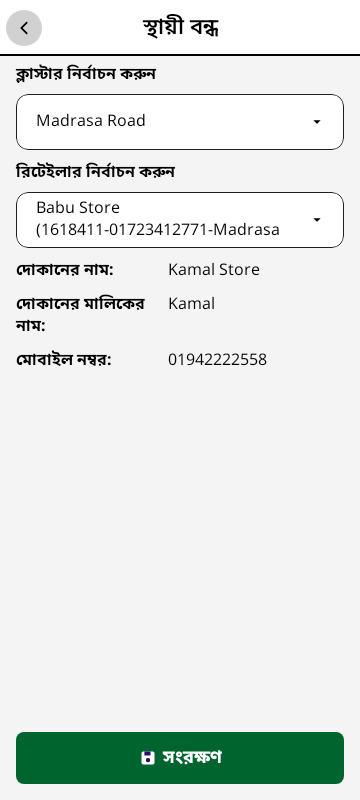 স্থায়ী বন্ধ
ক্লাস্টার নির্বাচন করুন
Madrasa Road
রিটেইলার নির্বাচন করুন
Babu Store
(1618411-01723412771-Madrasa
দোকানের নাম: Kamal Store
দোকানের মালিকের Kamal
নাম:
মোবাইল নম্বর: 01942222558
সংরক্ষণ